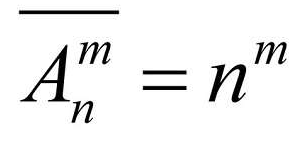 $\overline{A_n^m} = n^m$